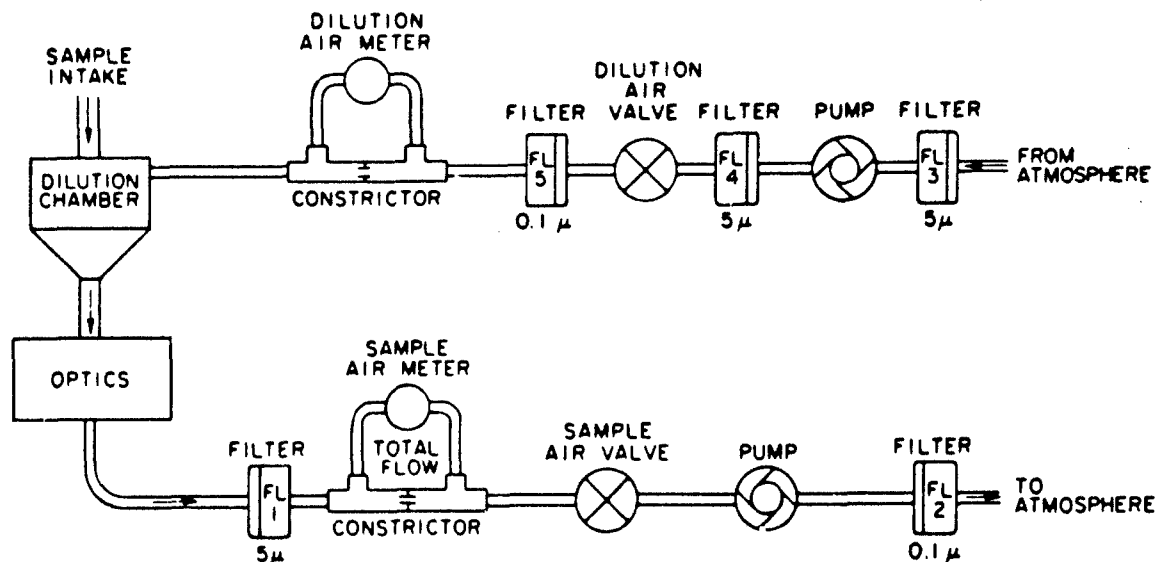 SAMPLE
INTAKE
DILUTION
AIR METER
DILUTION
AIR
VALVE
FILTER
FILTER
PUMP
FILTER
DILUTION
CHAMBER
CONSTRICTOR
FL
5
FL
4
FL
3
FROM
ATMOSPHERE
0.1 μ
5μ
5μ
OPTICS
SAMPLE
AIR METER
FILTER
TOTAL
FLOW
SAMPLE
AIR VALVE
PUMP
FILTER
FL
1
CONSTRICTOR
FL
2
TO
ATMOSPHERE
5μ
0.1 μ